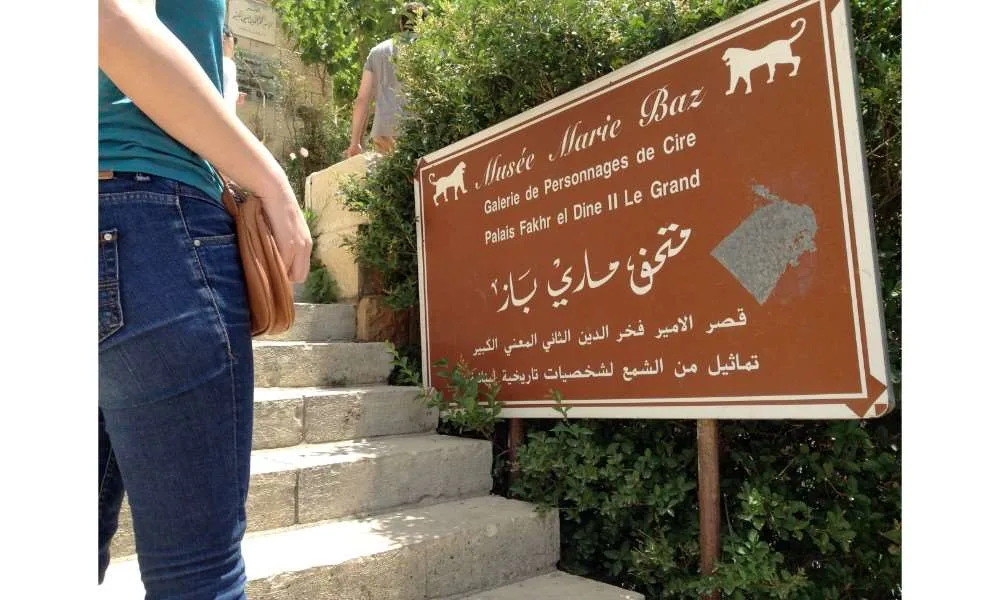 Musée Marie Baz
Galerie de Personnages de Cire
Palais Fakhr el Dine II Le Grand
متحف ماري باز
قصر الامير فخر الدين الثاني المعني الكبير
تماثيل من الشمع لشخصيات تاريخية